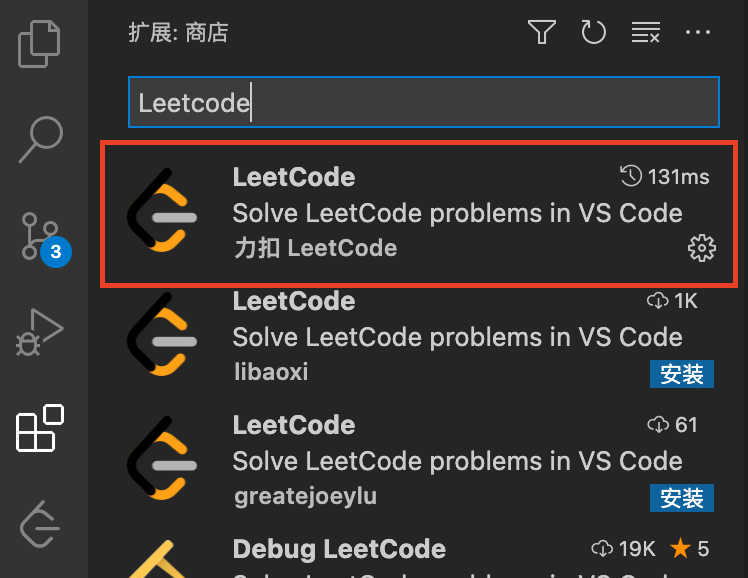 扩展: 商店
Leetcode
LeetCode 131ms
Solve LeetCode problems in VS Code
力扣 LeetCode
3
LeetCode 1K
Solve LeetCode problems in VS Code
libaoxi 安装
LeetCode 61
Solve LeetCode problems in VS Code
greatejoeylu 安装
Debug LeetCode 19K 5